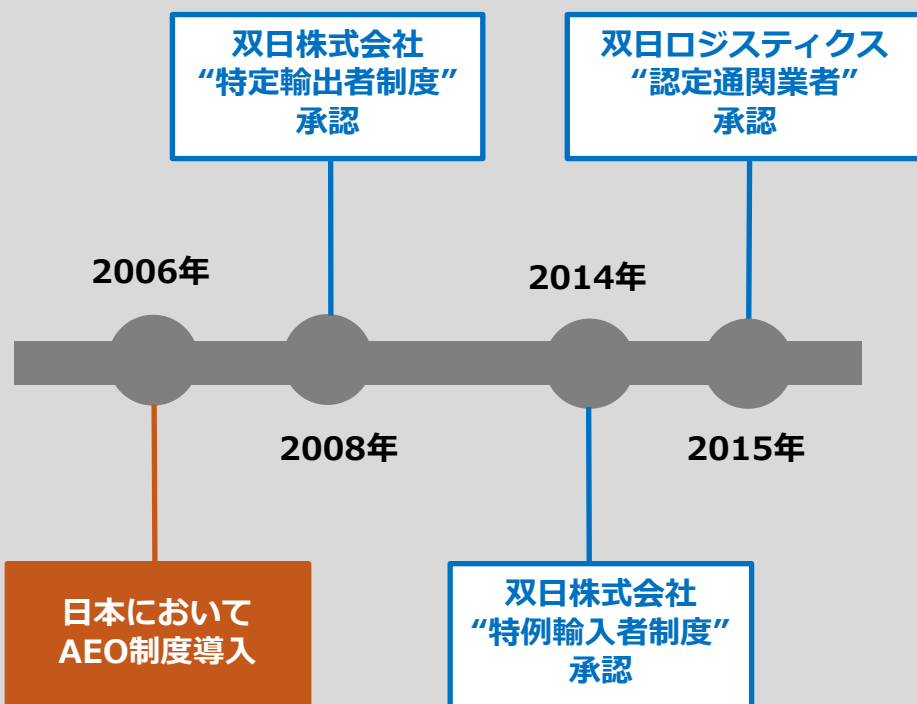 双日株式会社
“特定輸出者制度”
承認
双日ロジスティクス
“認定通関業者”
承認
2006年
2014年
2008年
2015年
日本において
AEO制度導入
双日株式会社
“特例輸入者制度”
承認